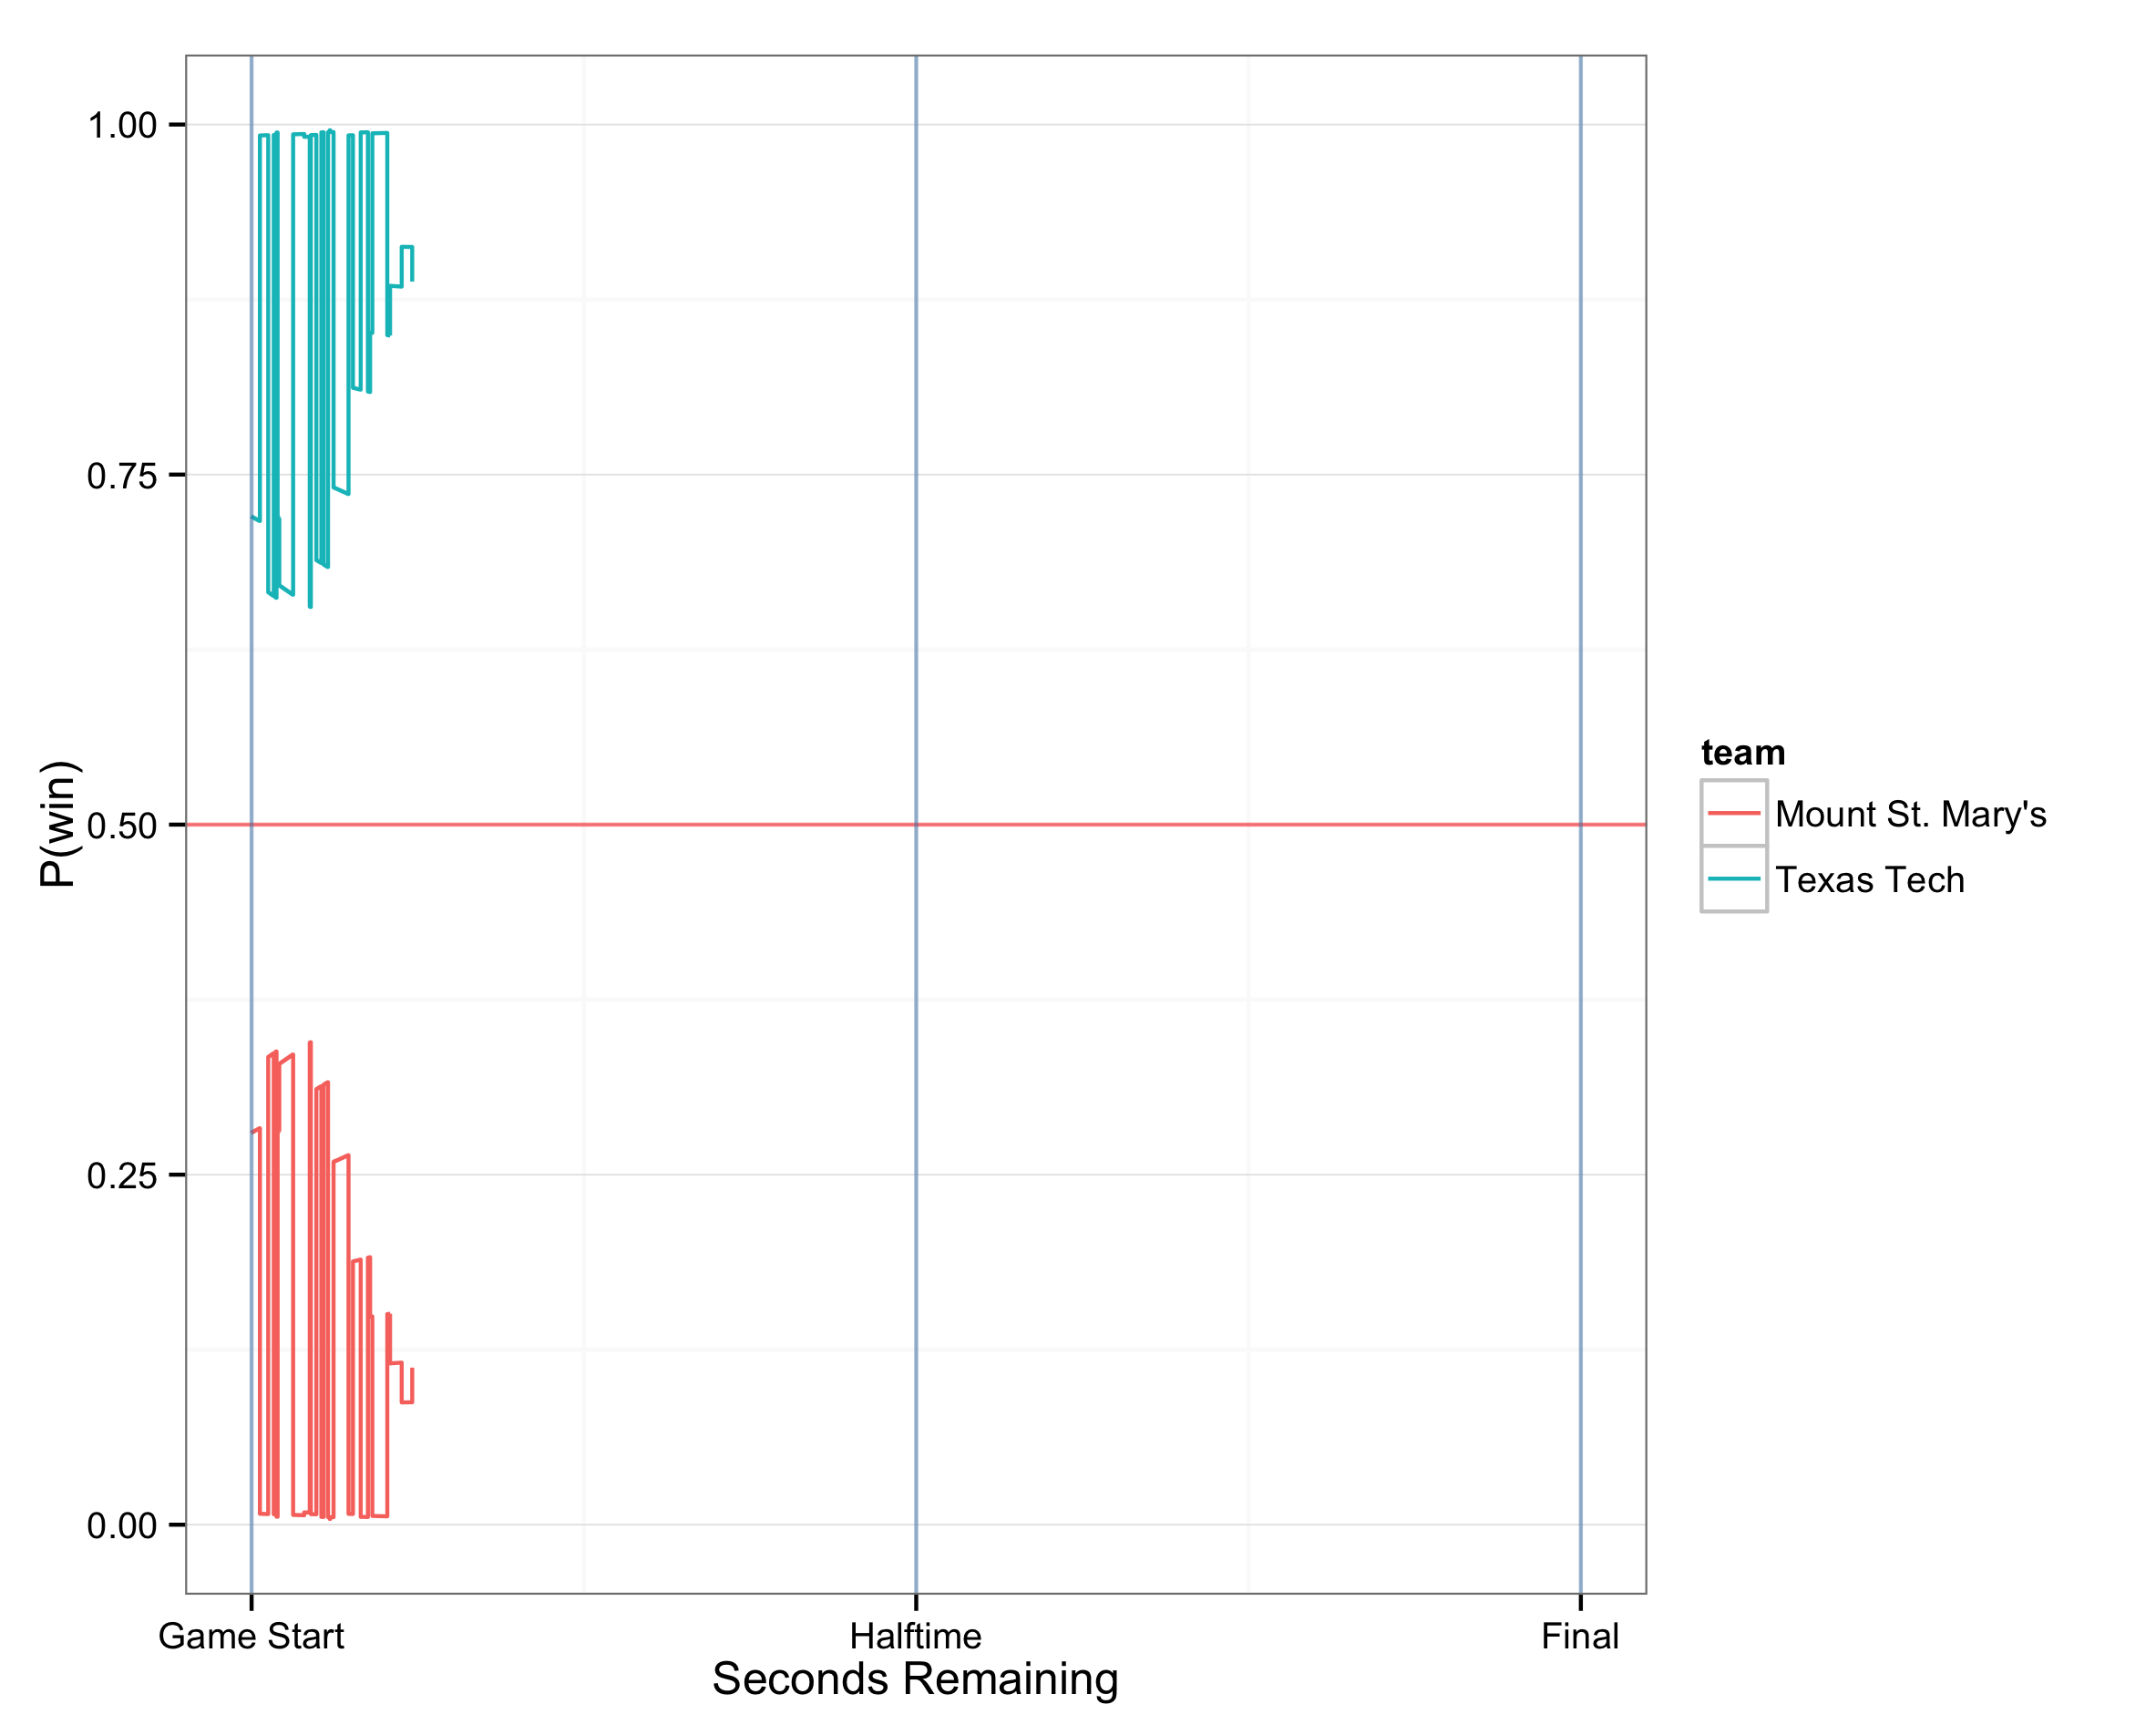 1.00
0.75
0.50
0.25
0.00
P(win)
Game Start
Halftime
Final
Seconds Remaining
team
Mount St. Mary's
Texas Tech